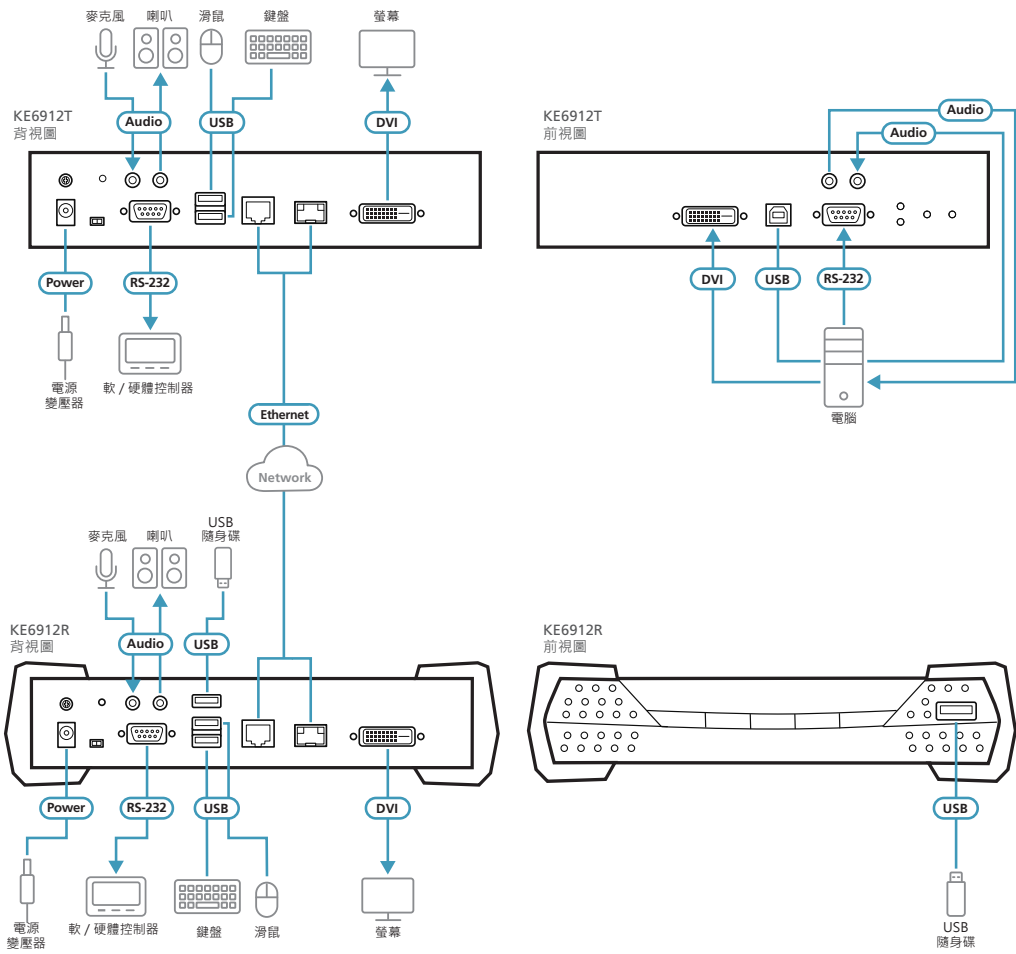 麥克風
喇叭
滑鼠
鍵盤
螢幕
KE6912T
背視圖
Audio
USB
DVI
Power
RS-232
電源
變壓器
軟 / 硬體控制器
KE6912T
前視圖
Audio
Audio
DVI
USB
RS-232
電腦
Ethernet
Network
麥克風
喇叭
USB
隨身碟
KE6912R
背視圖
Audio
USB
Power
RS-232
USB
DVI
電源
變壓器
軟 / 硬體控制器
鍵盤
滑鼠
螢幕
KE6912R
前視圖
USB
USB
隨身碟